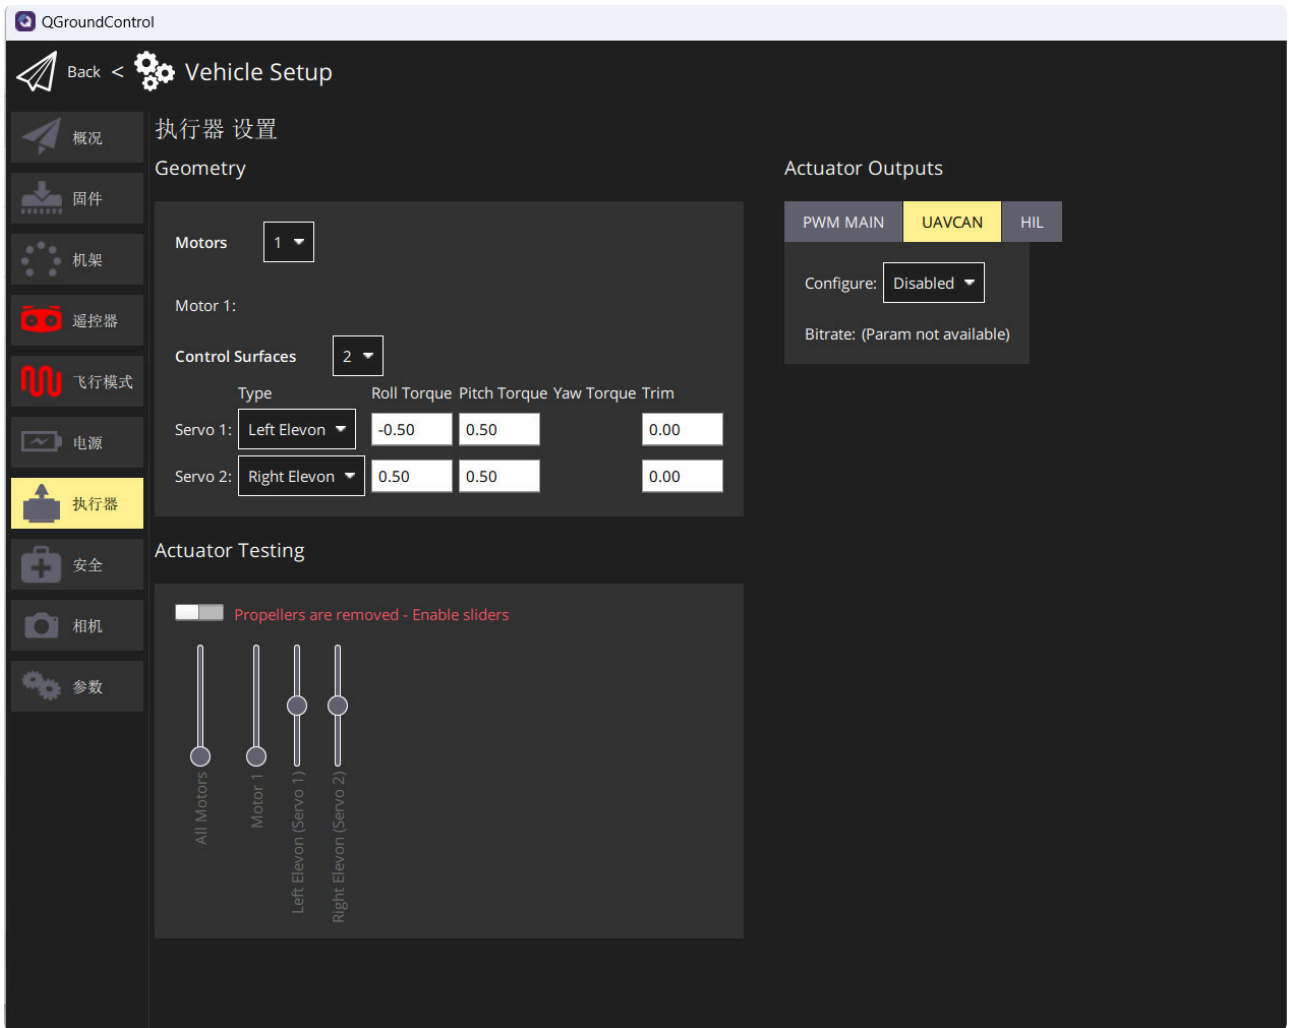 QGroundControl
Back < Vehicle Setup
概况
固件
机架
遥控器
飞行模式
电源
执行器
安全
相机
参数
执行器 设置
Geometry
Motors 1
Motor 1:
Control Surfaces 2
Type Roll Torque Pitch Torque Yaw Torque Trim
Servo 1: Left Elevon -0.50 0.50 0.00
Servo 2: Right Elevon 0.50 0.50 0.00
Actuator Testing
Propellers are removed - Enable sliders
All Motors
Motor 1
Left Elevon (Servo 1)
Right Elevon (Servo 2)
Actuator Outputs
PWM MAIN UAVCAN HIL
Configure: Disabled
Bitrate: (Param not available)